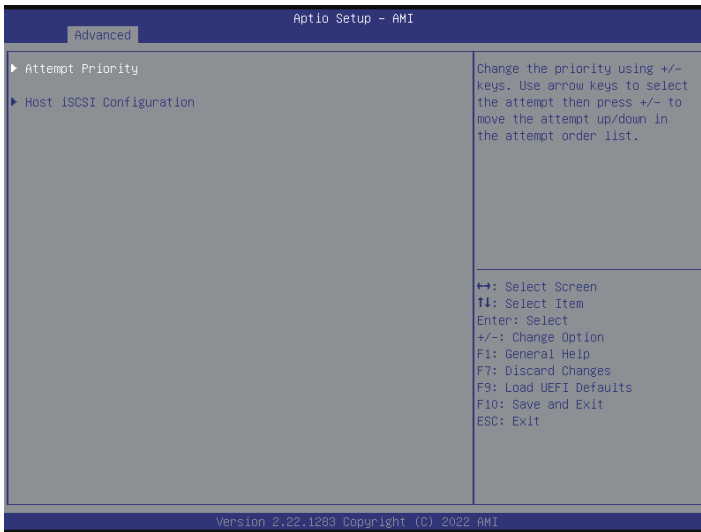 Aptio Setup – AMI
Advanced
Attempt Priority
Host iSCSI Configuration
Change the priority using +/-
keys. Use arrow keys to select
the attempt then press +/- to
move the attempt up/down in
the attempt order list.
↔: Select Screen
↑↓: Select Item
Enter: Select
+/-: Change Option
F1: General Help
F7: Discard Changes
F9: Load UEFI Defaults
F10: Save and Exit
ESC: Exit
Version 2.22.1283 Copyright (C) 2022 AMI